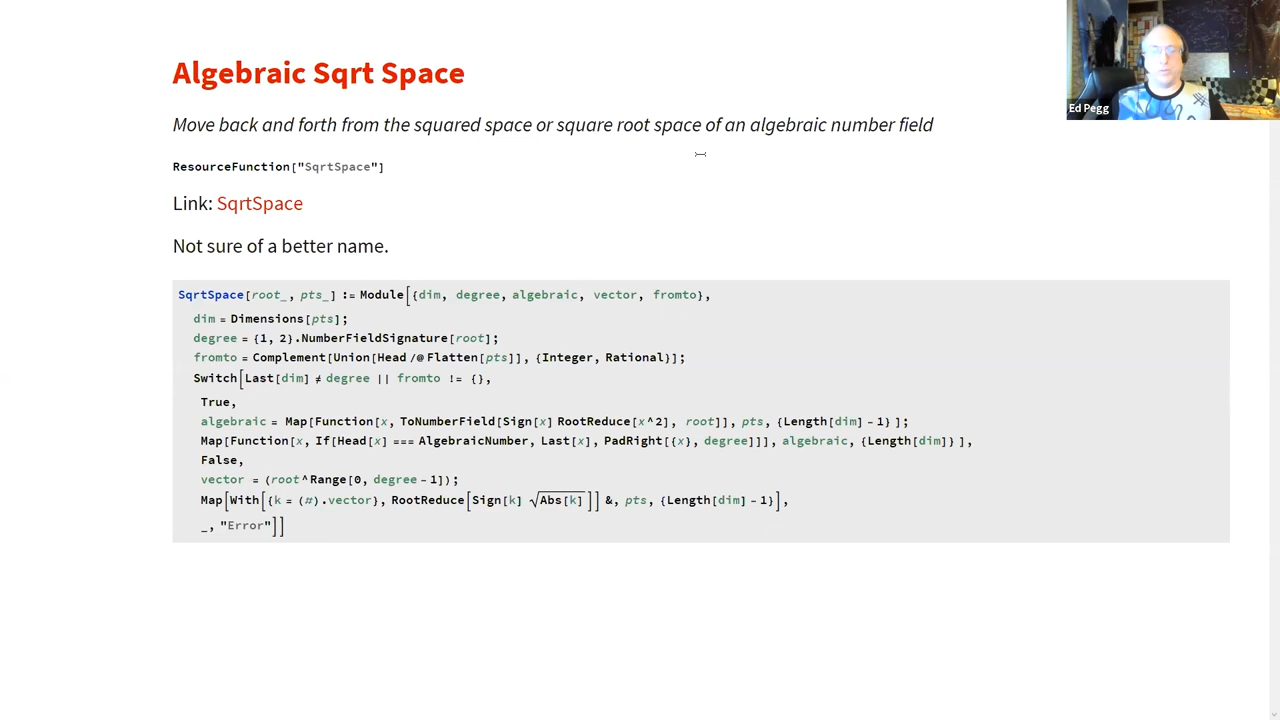 Algebraic Sqrt Space
Move back and forth from the squared space or square root space of an algebraic number field
Ed Pegg
ResourceFunction["SqrtSpace"]
Link: SqrtSpace
Not sure of a better name.
SqrtSpace[root_, pts_] := Module[{dim, degree, algebraic, vector, fromto},
dim = Dimensions[pts];
degree = {1, 2}.NumberFieldSignature[root];
fromto = Complement[Union[Head /@ Flatten[pts]], {Integer, Rational}];
Switch[Last[dim] ≠ degree || fromto != {},
True,
algebraic = Map[Function[x, ToNumberField[Sign[x] RootReduce[x^2], root]], pts, {Length[dim] - 1} ];
Map[Function[x, If[Head[x] === AlgebraicNumber, Last[x], PadRight[{x}, degree]]], algebraic, {Length[dim]} ],
False,
vector = (root^Range[0, degree - 1]);
Map[With[{k = (#).vector}, RootReduce[Sign[k] √Abs[k]]] &, pts, {Length[dim] - 1}],
_, "Error"]]